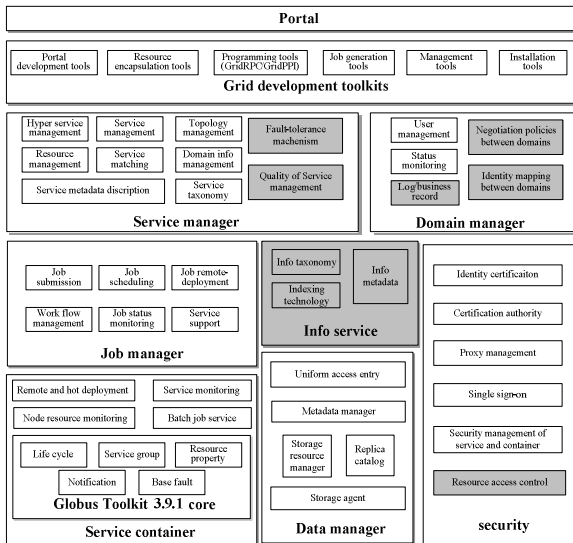 Portal
Portal
development tools
Resource
encapsulation tools
Programming tools
(GridRPC/GridPPI)
Job generation
tools
Management
tools
Installation
tools
Grid development toolkits
Hyper service
management
Service
management
Topology
management
Fault-tolerance
machenism
Resource
management
Service
matching
Domain info
management
Quality of Service
management
Service metadata discription
Service
taxonomy
Service manager
User
management
Negotiation policies
between domains
Status
monitoring
Log/business
record
Identity mapping
between domains
Domain manager
Job
submission
Job
scheduling
Job remote-
deployment
Work flow
management
Job status
monitoring
Service
support
Job manager
Info taxonomy
Info
metadata
Indexing
technology
Info service
Identity certificaiton
Certification authority
Proxy management
Single sign-on
Security management of
service and container
Resource access control
security
Remote and hot deployment
Service monitoring
Node resource monitoring
Batch job service
Life cycle
Service group
Resource
property
Notification
Base fault
Globus Toolkit 3.9.1 core
Service container
Uniform access entry
Metadata manager
Storage
resource
manager
Replica
catalog
Storage agent
Data manager